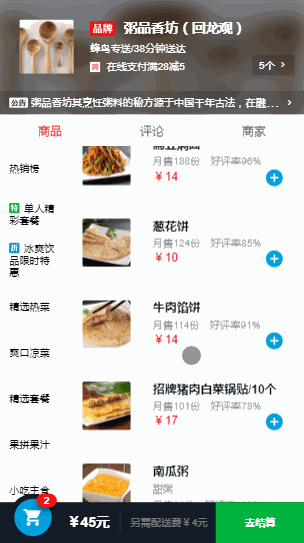 品牌 粥品香坊（回龙观）
蜂鸟专送/38分钟送达
减 在线支付满28减5
5个 >
公告 粥品香坊其烹饪粥料的秘方源于中国千年古法，在融... >
商品 评论 商家
热销榜
特 单人精
彩套餐
折 冰爽饮
品限时特
惠
精选热菜
爽口凉菜
精选套餐
果拼果汁
小吃主食
月售188份 好评率96%
￥14
葱花饼
月售124份 好评率85%
￥10
牛肉馅饼
月售114份 好评率91%
￥14
招牌猪肉白菜锅贴/10个
月售101份 好评率78%
￥17
南瓜粥
甜粥
2
￥45元 另需配送费￥4元 去结算